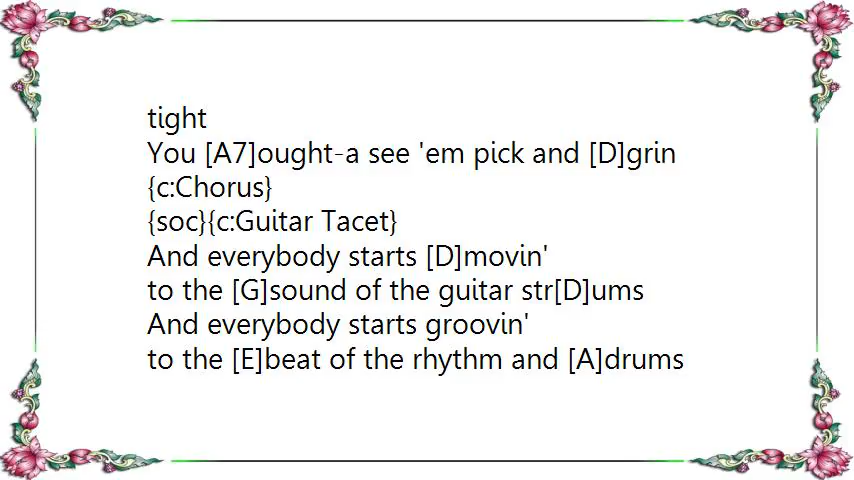 tight
You [A7]ought-a see 'em pick and [D]grin
{c:Chorus}
{soc}{c:Guitar Tacet}
And everybody starts [D]movin'
to the [G]sound of the guitar str[D]ums
And everybody starts groovin'
to the [E]beat of the rhythm and [A]drums